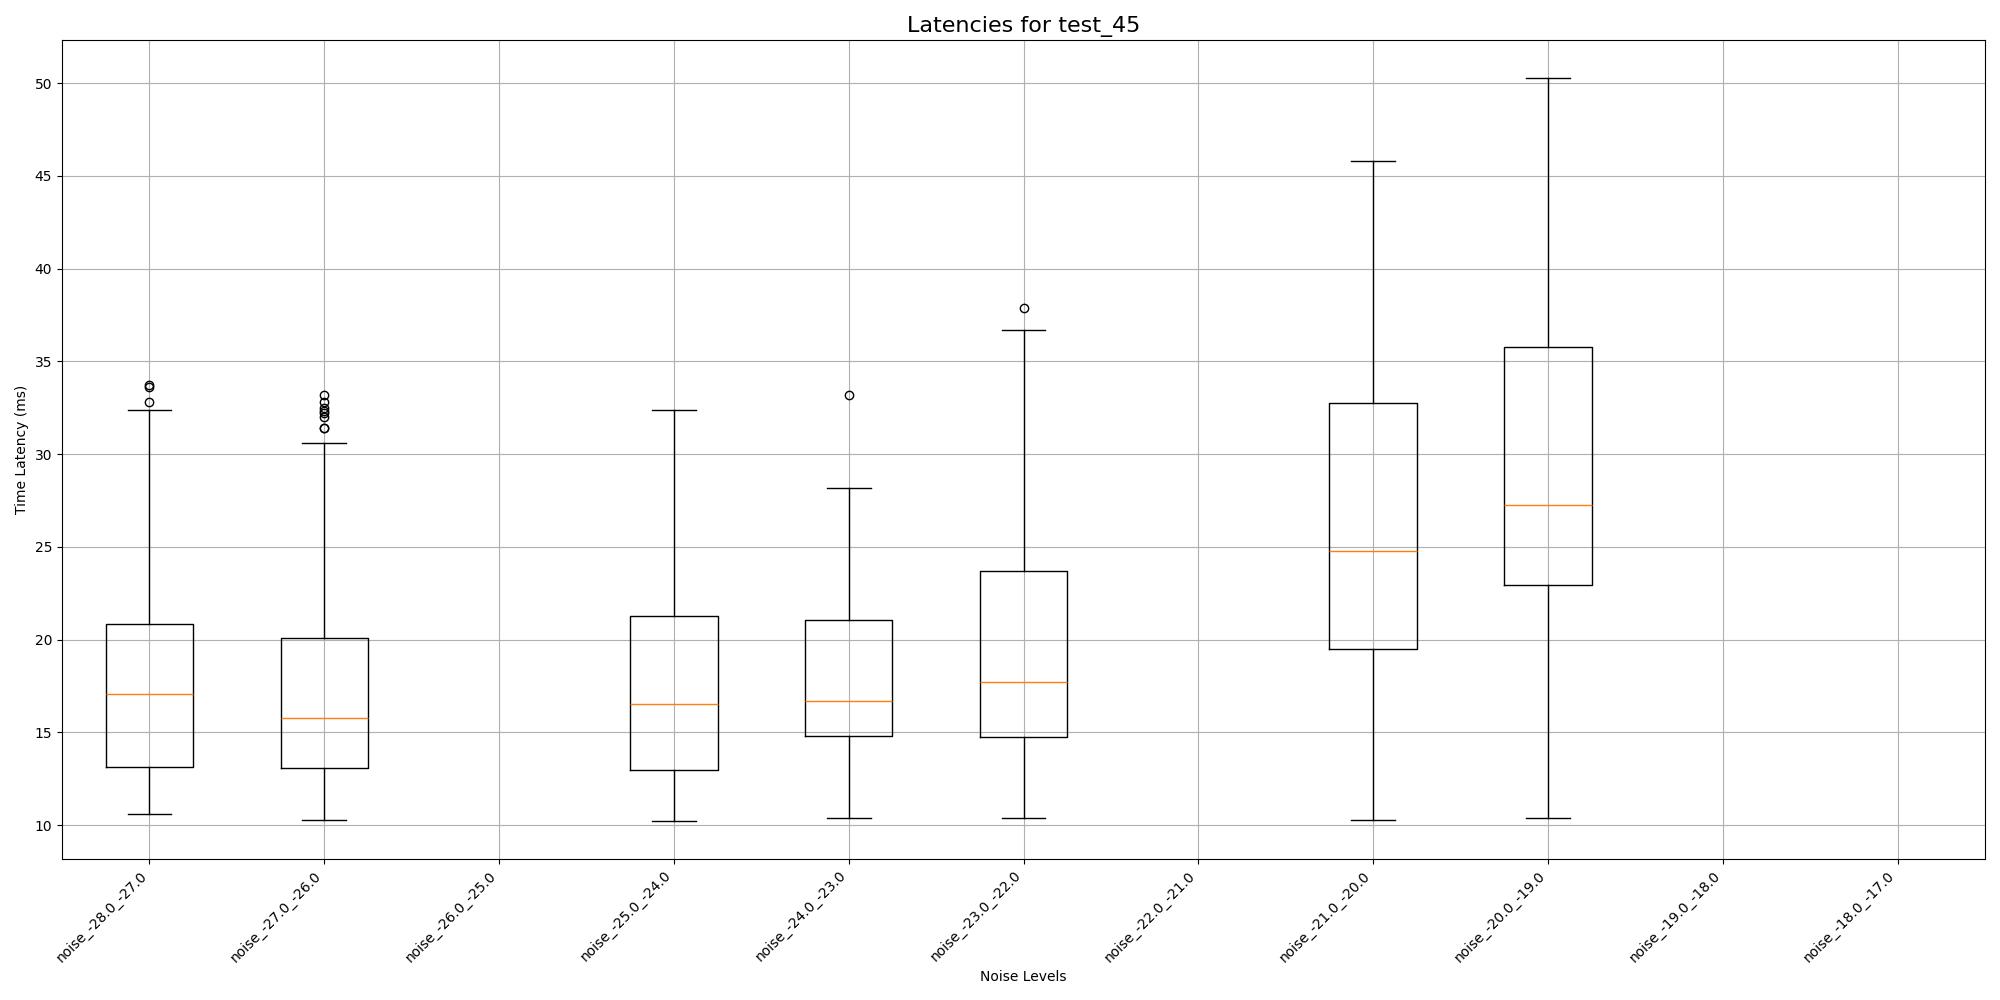 Latencies for test_45
Time Latency (ms)
50
45
40
35
30
25
20
15
10
noise_-28.0_-27.0
noise_-27.0_-26.0
noise_-26.0_-25.0
noise_-25.0_-24.0
noise_-24.0_-23.0
noise_-23.0_-22.0
noise_-22.0_-21.0
noise_-21.0_-20.0
noise_-20.0_-19.0
noise_-19.0_-18.0
noise_-18.0_-17.0
Noise Levels